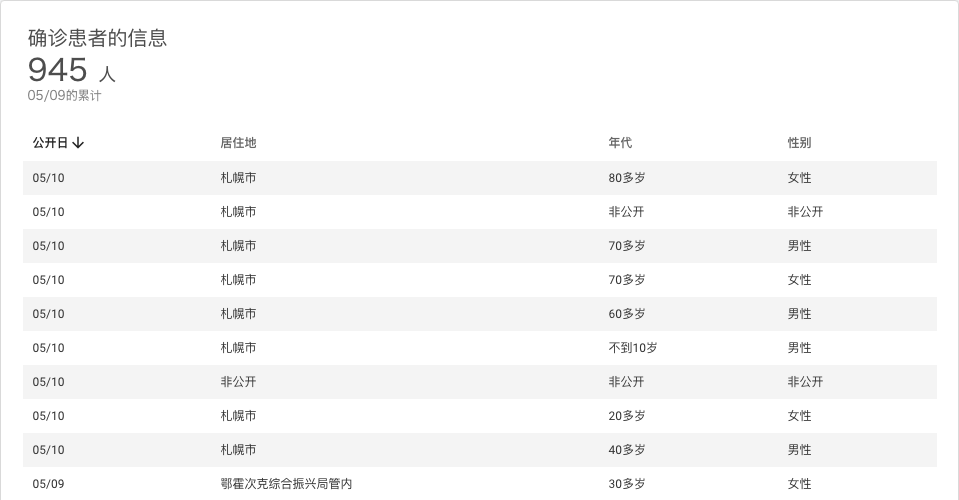 确诊患者的信息
945 人
05/09的累计
公开日↓ 居住地 年代 性别
05/10 札幌市 80多岁 女性
05/10 札幌市 非公开 非公开
05/10 札幌市 70多岁 男性
05/10 札幌市 70多岁 女性
05/10 札幌市 60多岁 男性
05/10 札幌市 不到10岁 男性
05/10 非公开 非公开 非公开
05/10 札幌市 20多岁 女性
05/10 札幌市 40多岁 男性
05/09 鄂霍次克综合振兴局管内 30多岁 女性